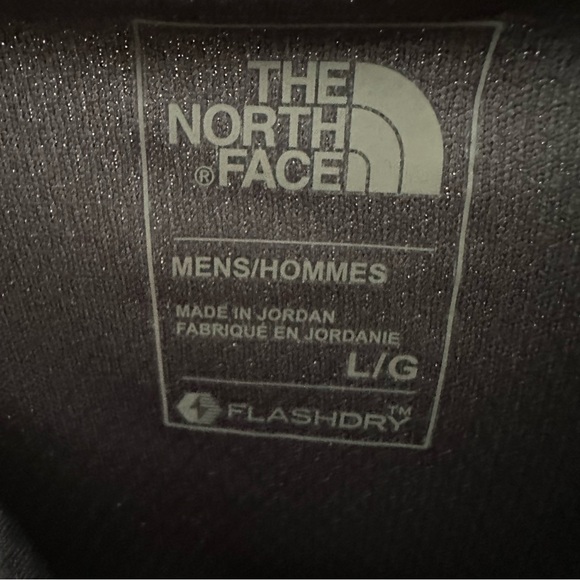 THE
NORTH
® FACE
MENS/HOMMES
MADE IN JORDAN
FABRIQUÉ EN JORDANIE
L/G
FLASHDRY™